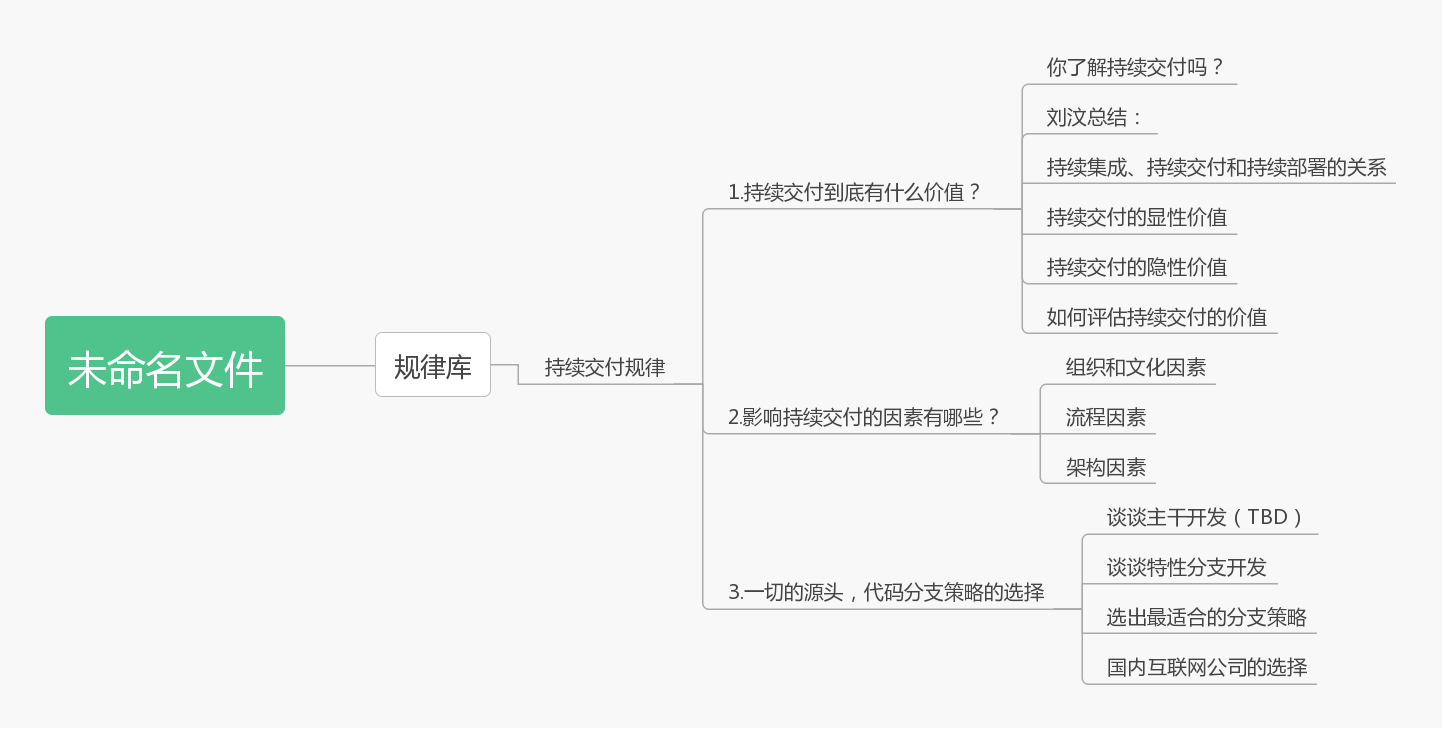 未命名文件
规律库
持续交付规律
1.持续交付到底有什么价值？
你了解持续交付吗？
刘汶总结：
持续集成、持续交付和持续部署的关系
持续交付的显性价值
持续交付的隐性价值
如何评估持续交付的价值
2.影响持续交付的因素有哪些？
组织和文化因素
流程因素
架构因素
3.一切的源头，代码分支策略的选择
谈谈主干开发（TBD）
谈谈特性分支开发
选出最适合的分支策略
国内互联网公司的选择